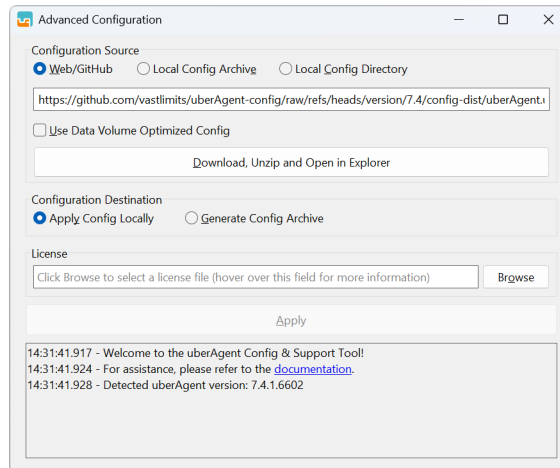 Advanced Configuration
Configuration Source
Web/GitHub Local Config Archive Local Config Directory
https://github.com/vastlimits/uberAgent-config/raw/refs/heads/version/7.4/config-dist/uberAgent.u
Use Data Volume Optimized Config
Download, Unzip and Open in Explorer
Configuration Destination
Apply Config Locally Generate Config Archive
License
Click Browse to select a license file (hover over this field for more information) Browse
Apply
14:31:41.917 - Welcome to the uberAgent Config & Support Tool!
14:31:41.924 - For assistance, please refer to the documentation.
14:31:41.928 - Detected uberAgent version: 7.4.1.6602